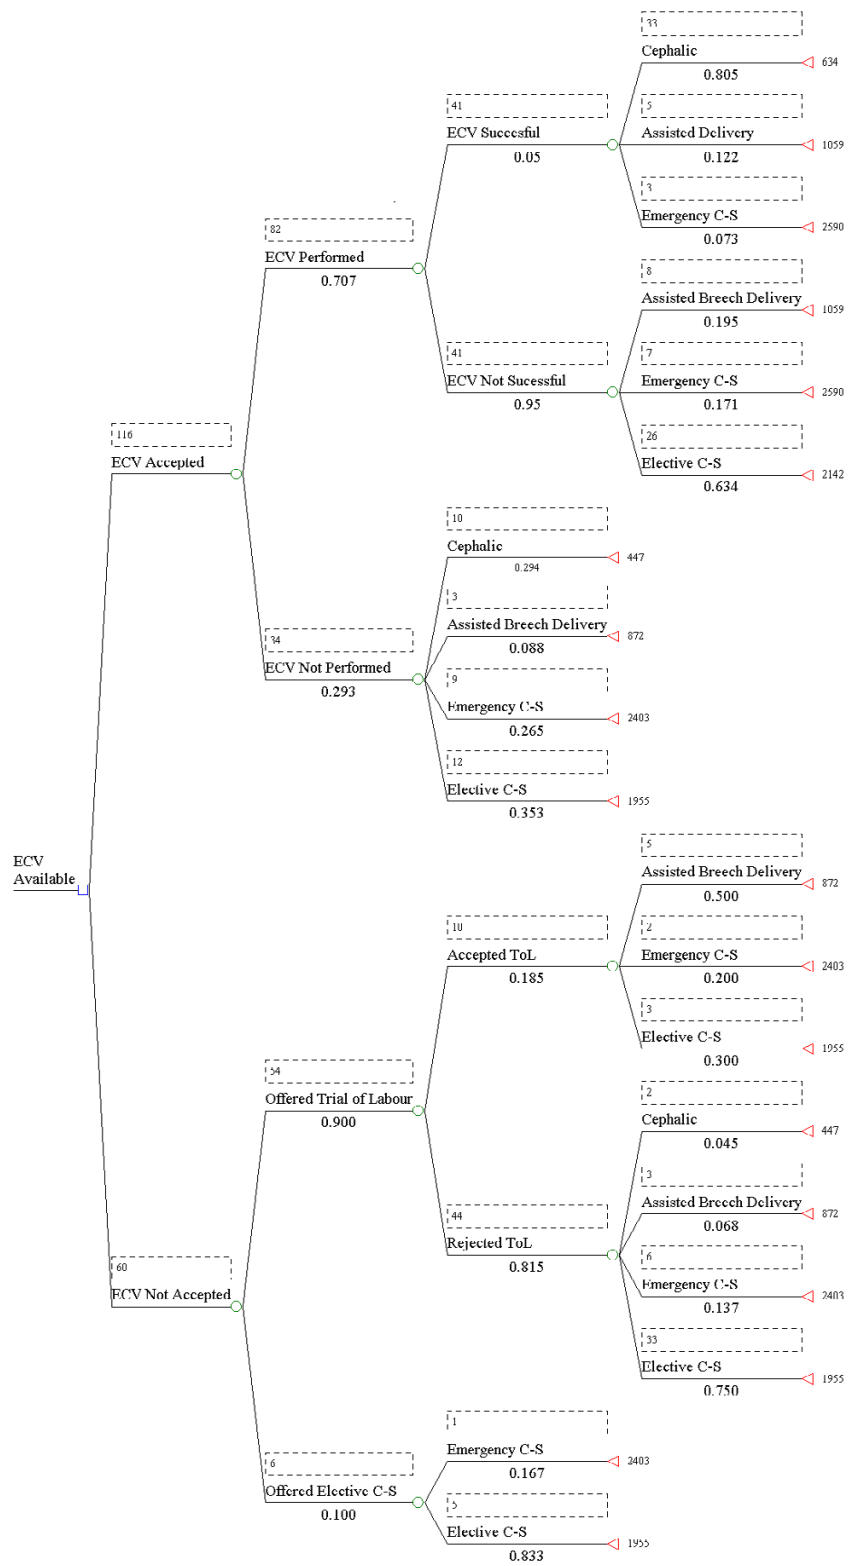 33
Cephalic
634
0.805
41
5
ECV Succesful
Assisted Delivery
1059
0.05
0.122
3
Emergency C-S
2590
0.073
82
ECV Performed
0.707
8
Assisted Breech Delivery
1059
0.195
41
7
ECV Not Sucessful
Emergency C-S
2590
0.95
0.171
26
Elective C-S
2142
0.634
116
ECV Accepted
10
Cephalic
447
0.294
3
Assisted Breech Delivery
872
0.088
34
ECV Not Performed
0.293
9
Emergency C-S
2403
0.265
12
Elective C-S
1955
0.353
ECV
Available
5
Assisted Breech Delivery
872
0.500
10
2
Accepted ToL
Emergency C-S
2403
0.185
0.200
3
Elective C-S
1955
0.300
54
Offered Trial of Labour
0.900
2
Cephalic
447
0.045
3
Assisted Breech Delivery
872
0.068
44
Rejected ToL
0.815
6
Emergency C-S
2403
0.137
33
Elective C-S
1955
0.750
60
ECV Not Accepted
1
Emergency C-S
2403
0.167
6
Offered Elective C-S
0.100
5
Elective C-S
1955
0.833